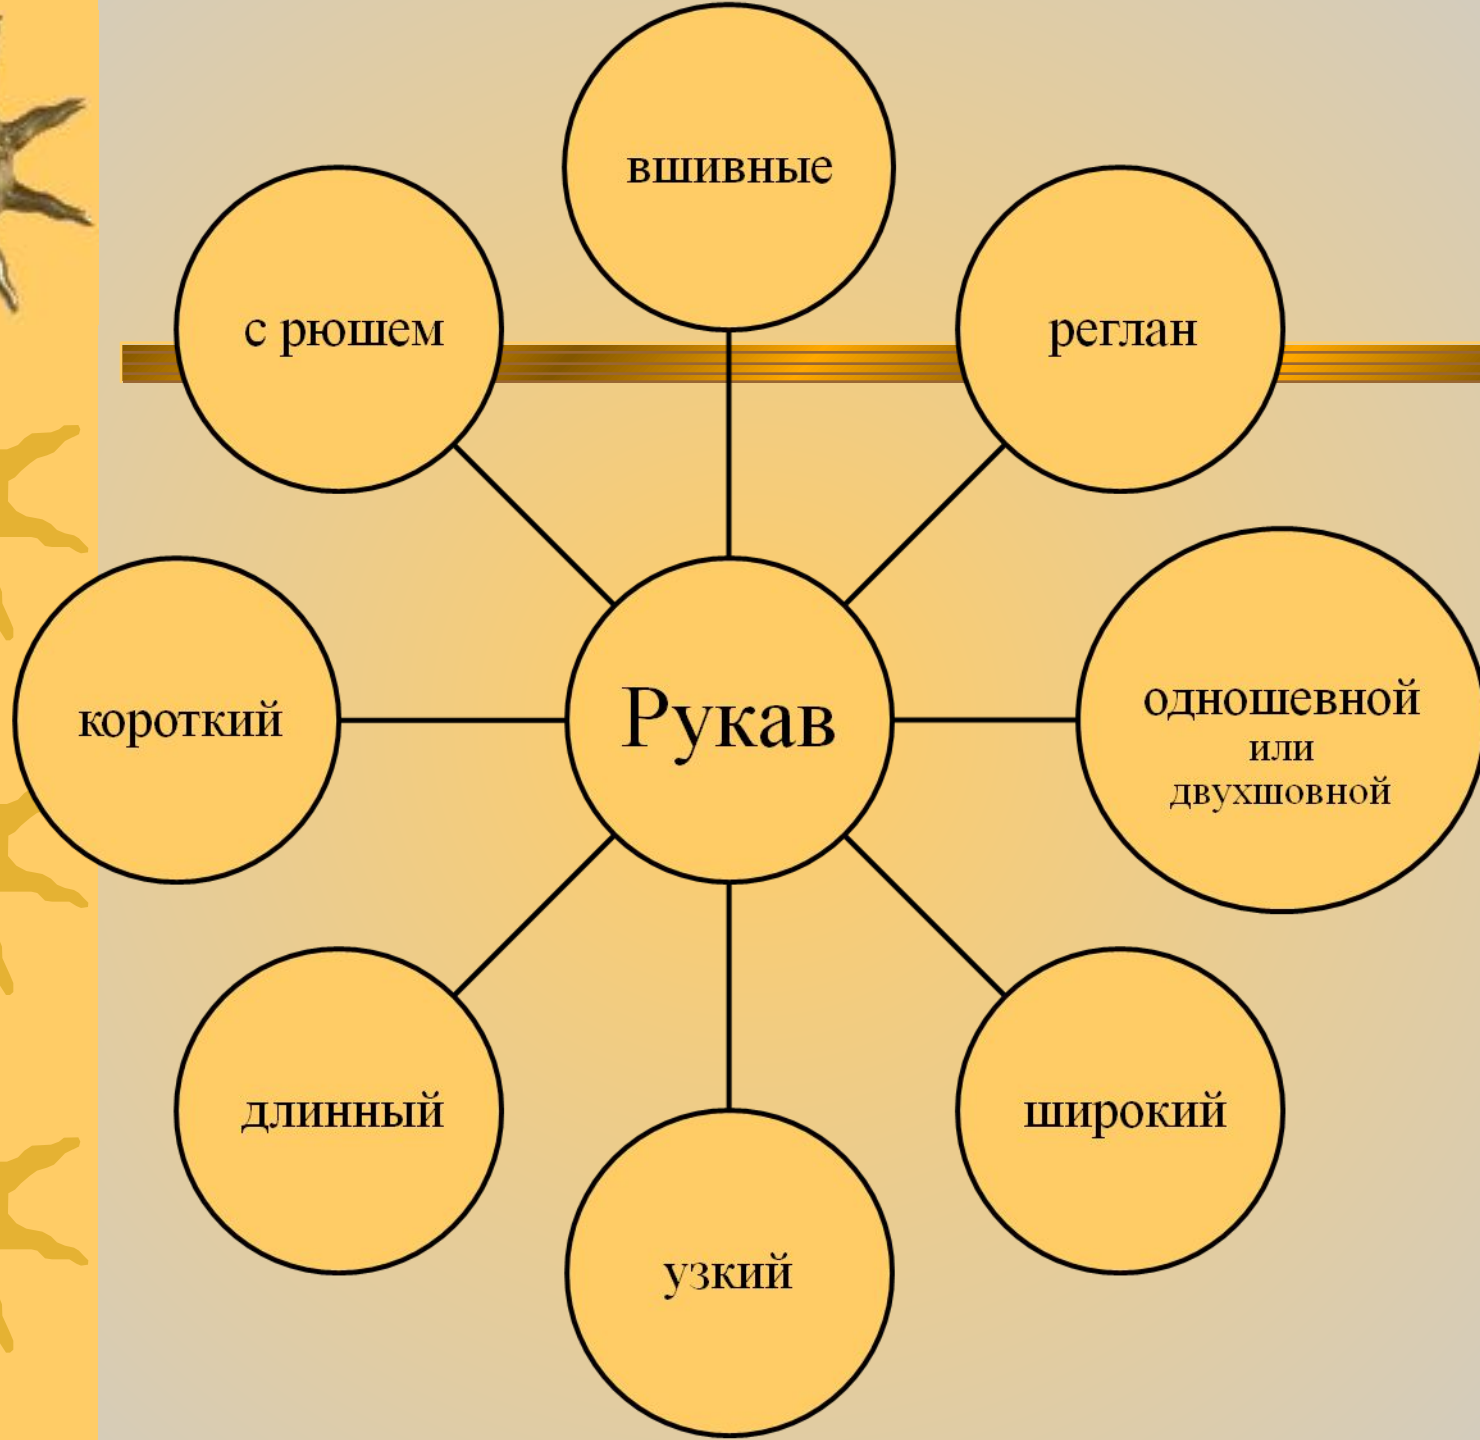 вшивные
с рюшем
реглан
короткий
Рукав
одношевной
или
двухшовной
длинный
широкий
узкий